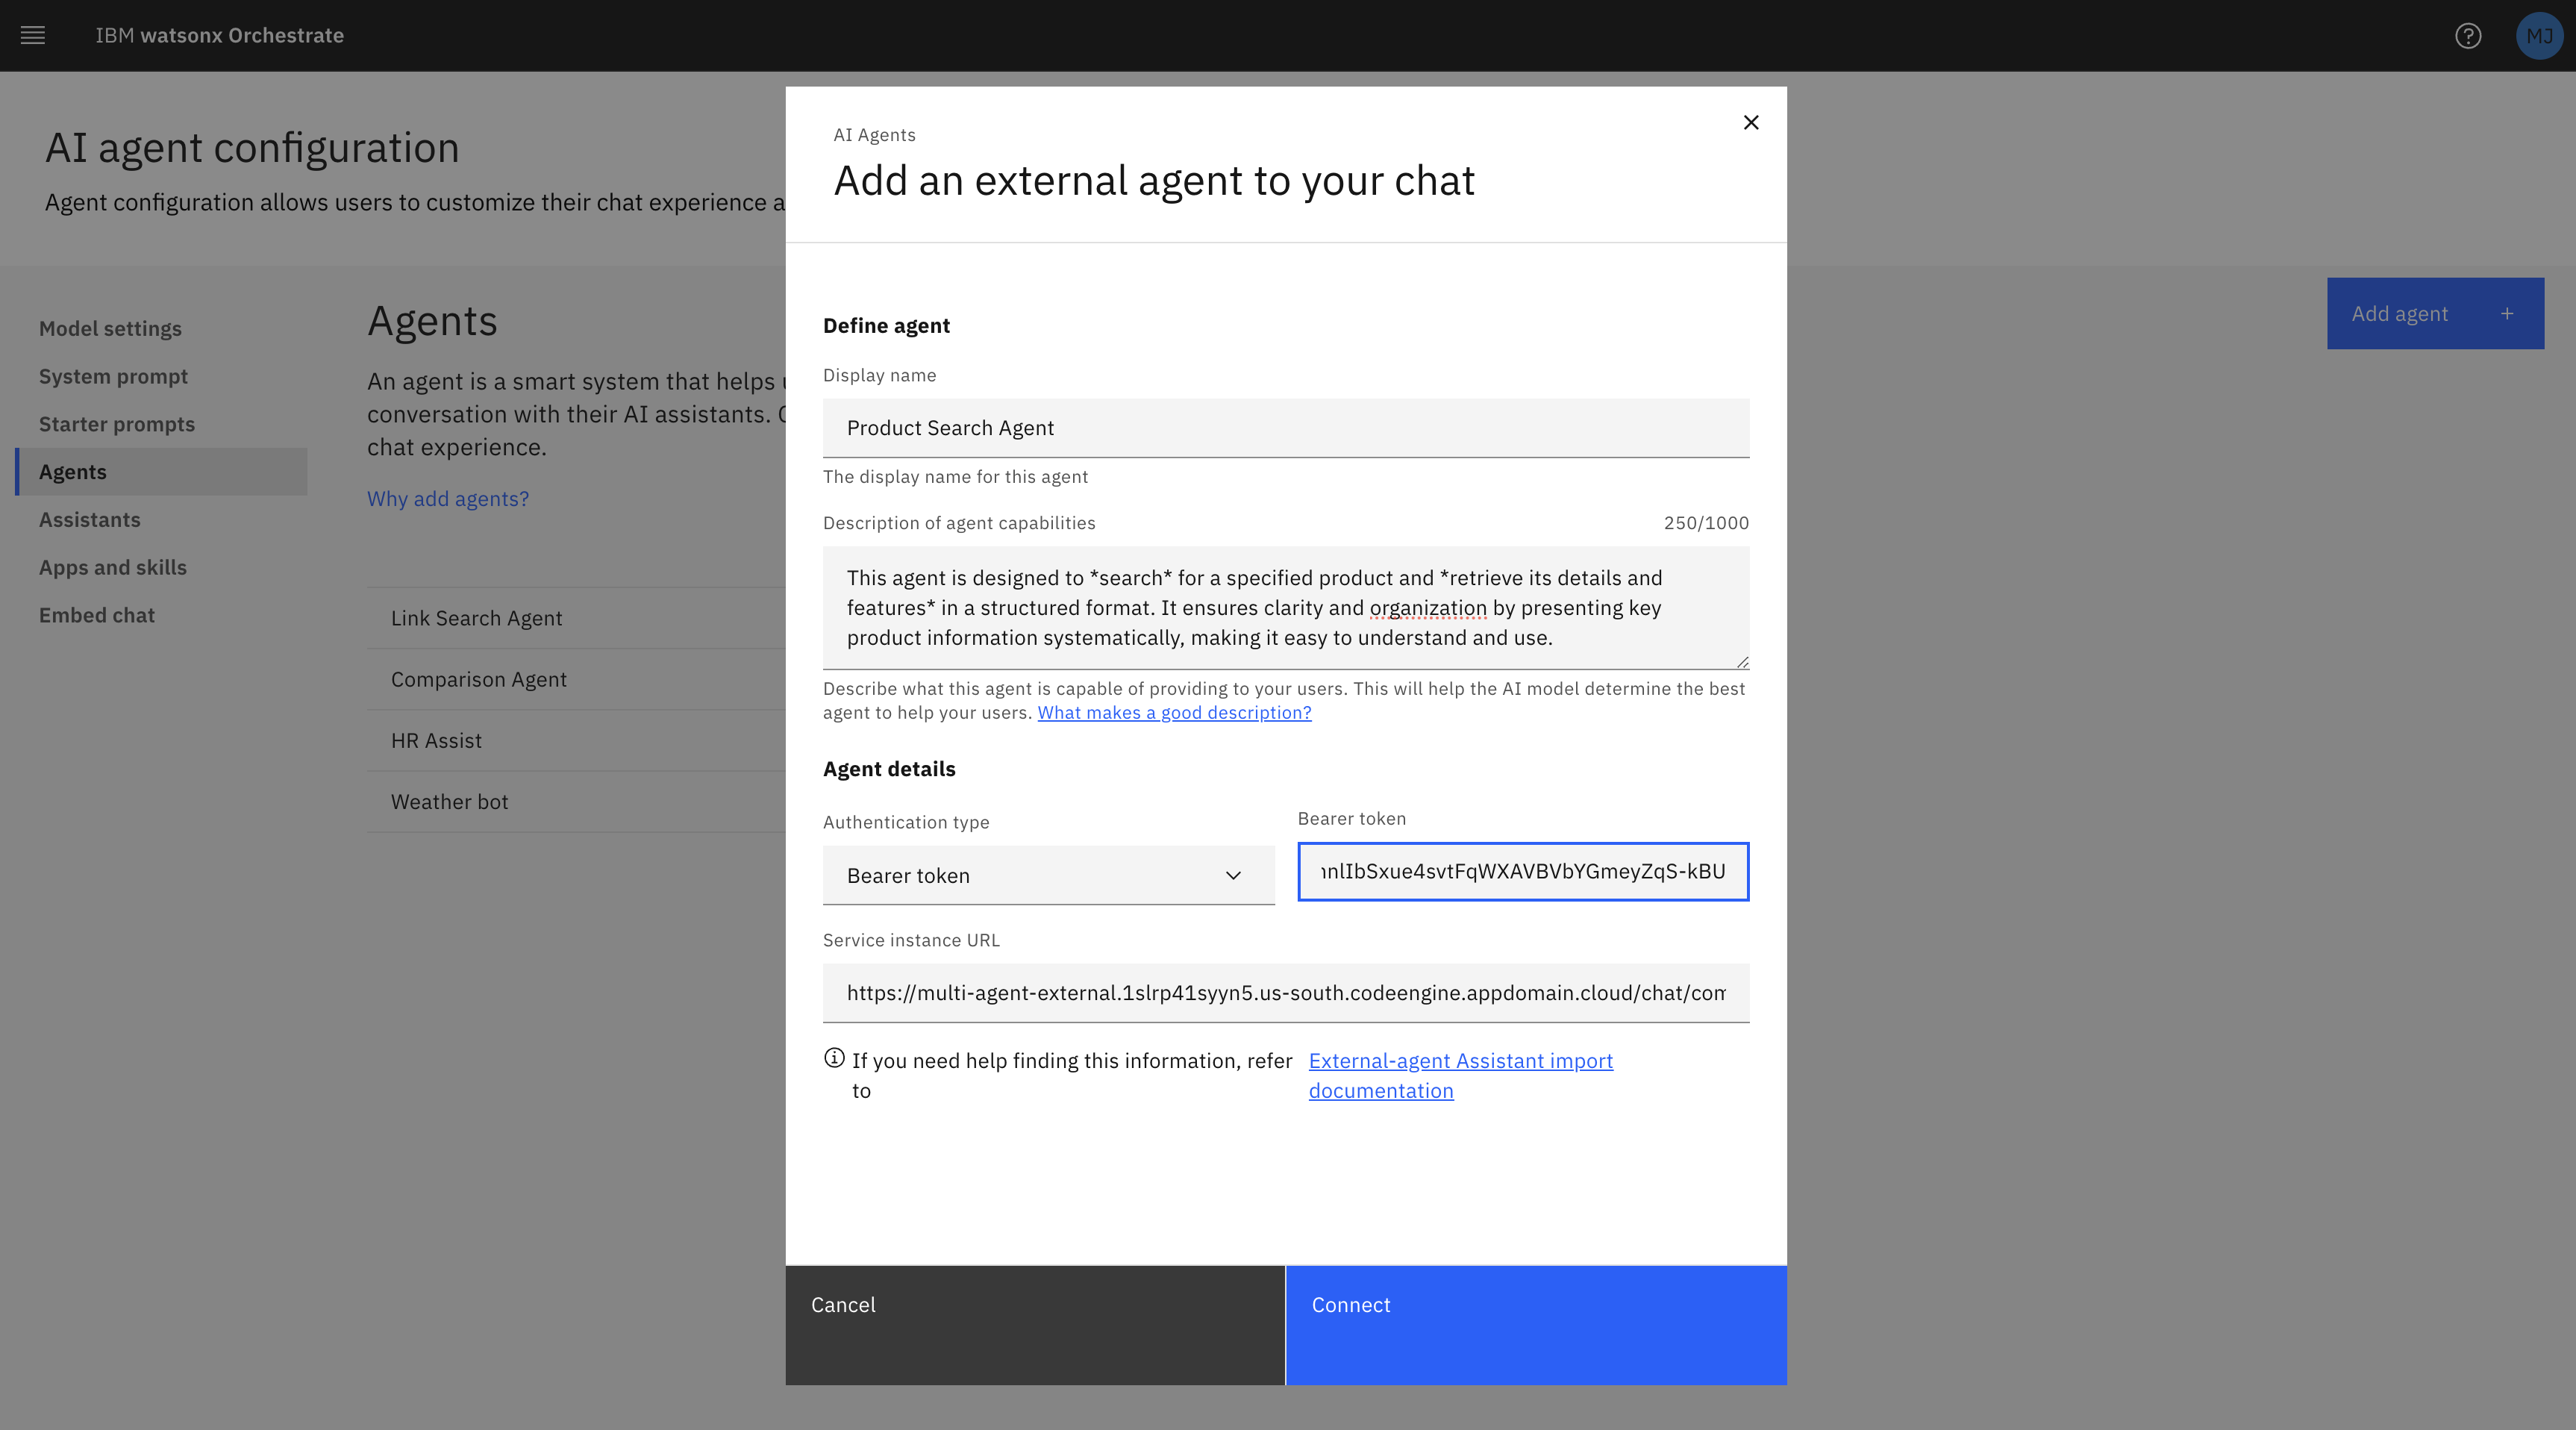 IBM watsonx Orchestrate
MJ
AI agent configuration
Agent configuration allows users to customize their chat experience a
Model settings
System prompt
Starter prompts
Agents
Assistants
Apps and skills
Embed chat
Agents
An agent is a smart system that helps
conversation with their AI assistants.
chat experience.
Why add agents?
Link Search Agent
Comparison Agent
HR Assist
Weather bot
Add agent +
AI Agents
Add an external agent to your chat
Define agent
Display name
Product Search Agent
The display name for this agent
Description of agent capabilities 250/1000
This agent is designed to *search* for a specified product and *retrieve its details and
features* in a structured format. It ensures clarity and organization by presenting key
product information systematically, making it easy to understand and use.
Describe what this agent is capable of providing to your users. This will help the AI model determine the best
agent to help your users. What makes a good description?
Agent details
Authentication type
Bearer token
Bearer token
nlIbSxue4svtFqWXAVBVbYGmeyZqS-kBU
Service instance URL
https://multi-agent-external.1slrp41syyn5.us-south.codeengine.appdomain.cloud/chat/com
If you need help finding this information, refer
to
External-agent Assistant import
documentation
Cancel
Connect